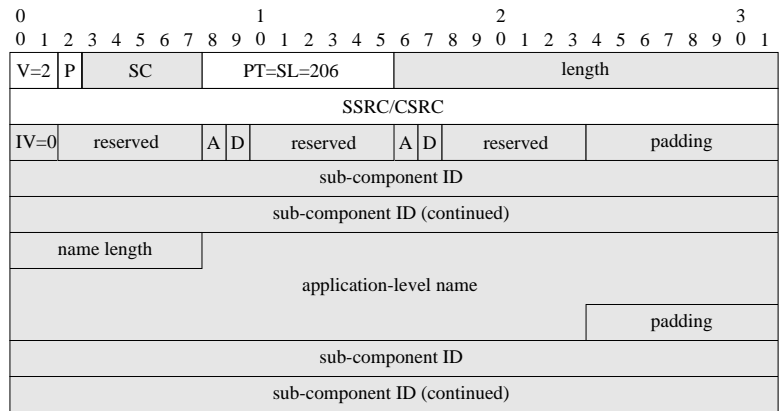 0 1 2 3
0 1 2 3 4 5 6 7 8 9 0 1 2 3 4 5 6 7 8 9 0 1 2 3 4 5 6 7 8 9 0 1
V=2 P SC PT=SL=206 length
SSRC/CSRC
IV=0 reserved A D reserved A D reserved padding
sub-component ID
sub-component ID (continued)
name length
application-level name
padding
sub-component ID
sub-component ID (continued)